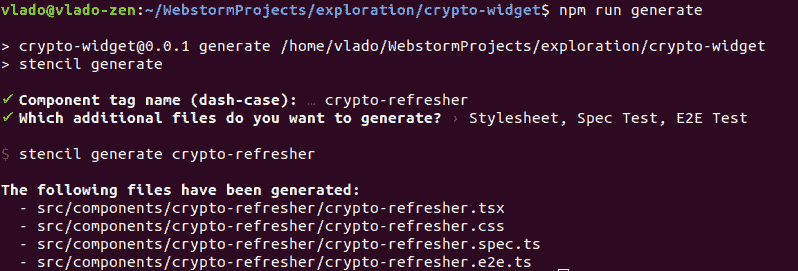 vlado@vlado-zen:~/WebstormProjects/exploration/crypto-widget$ npm run generate
> crypto-widget@0.0.1 generate /home/vlado/WebstormProjects/exploration/crypto-widget
> stencil generate
✓ Component tag name (dash-case): … crypto-refresher
✓ Which additional files do you want to generate? › Stylesheet, Spec Test, E2E Test
$ stencil generate crypto-refresher
The following files have been generated:
- src/components/crypto-refresher/crypto-refresher.tsx
- src/components/crypto-refresher/crypto-refresher.css
- src/components/crypto-refresher/crypto-refresher.spec.ts
- src/components/crypto-refresher/crypto-refresher.e2e.ts